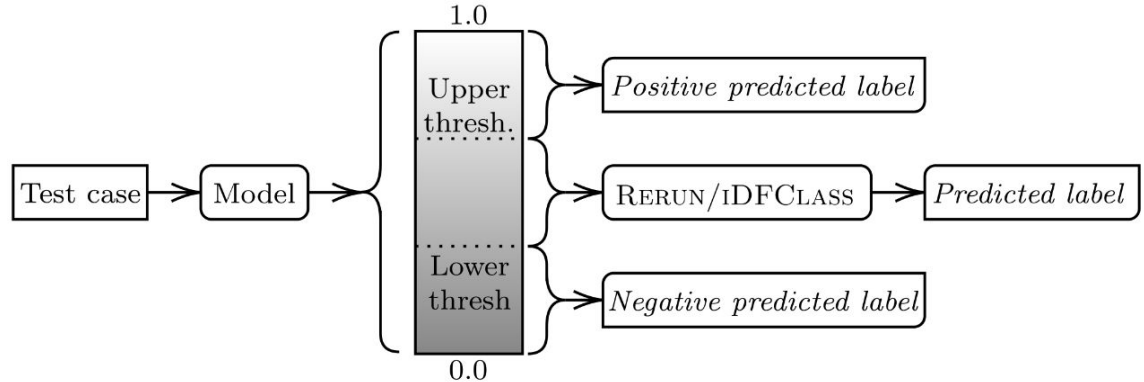 1.0
Upper
thresh.
Positive predicted label
Test case
Model
RERUN/IDFCLASS
Predicted label
Lower
thresh
Negative predicted label
0.0